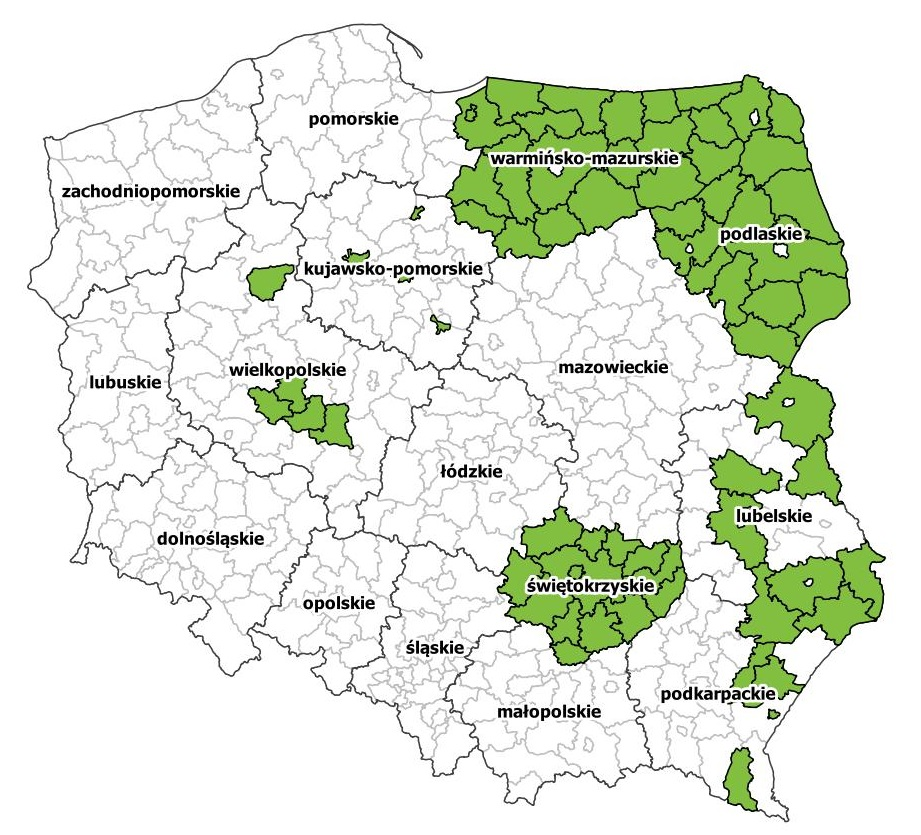 pomorskie
warmińsko-mazurskie
zachodniopomorskie
podlaskie
kujawsko-pomorskie
wielkopolskie
mazowieckie
lubuskie
łódzkie
lubelskie
dolnośląskie
świętokrzyskie
opolskie
śląskie
podkarpackie
małopolskie